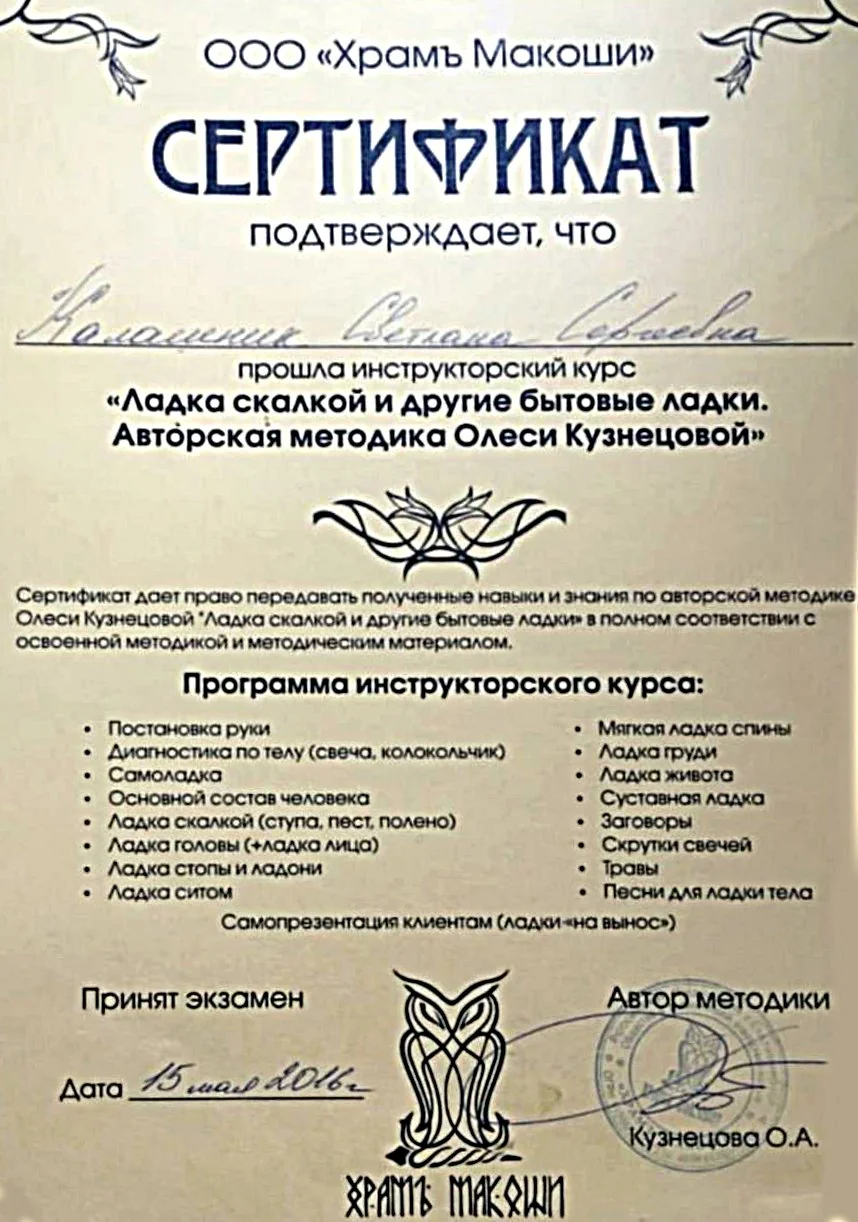 ООО «Храмъ Макоши»
СЕРТИФИКАТ
подтверждает, что
Калашник Светлана Сергеевна
прошла инструкторский курс
«Ладка скалкой и другие бытовые ладки.
Авторская методика Олеси Кузнецовой»
Сертификат дает право передавать полученные навыки и знания по авторской методике
Олеси Кузнецовой "Ладка скалкой и другие бытовые ладки» в полном соответствии с
освоенной методикой и методическим материалом.
Программа инструкторского курса:
• Постановка руки
• Диагностика по телу (свеча, колокольчик)
• Самоладка
• Основной состав человека
• Ладка скалкой (ступа, пест, полено)
• Ладка головы (+ладка лица)
• Ладка стопы и ладони
• Ладка ситом
• Мягкая ладка спины
• Ладка груди
• Ладка живота
• Суставная ладка
• Заговоры
• Скрутки свечей
• Травы
• Песни для ладки тела
Самопрезентация клиентам (ладки «на вынос»)
Принят экзамен
Дата 15 мая 2016г
Автор методики
Кузнецова О.А.
ХРАМЪ МАКОШИ